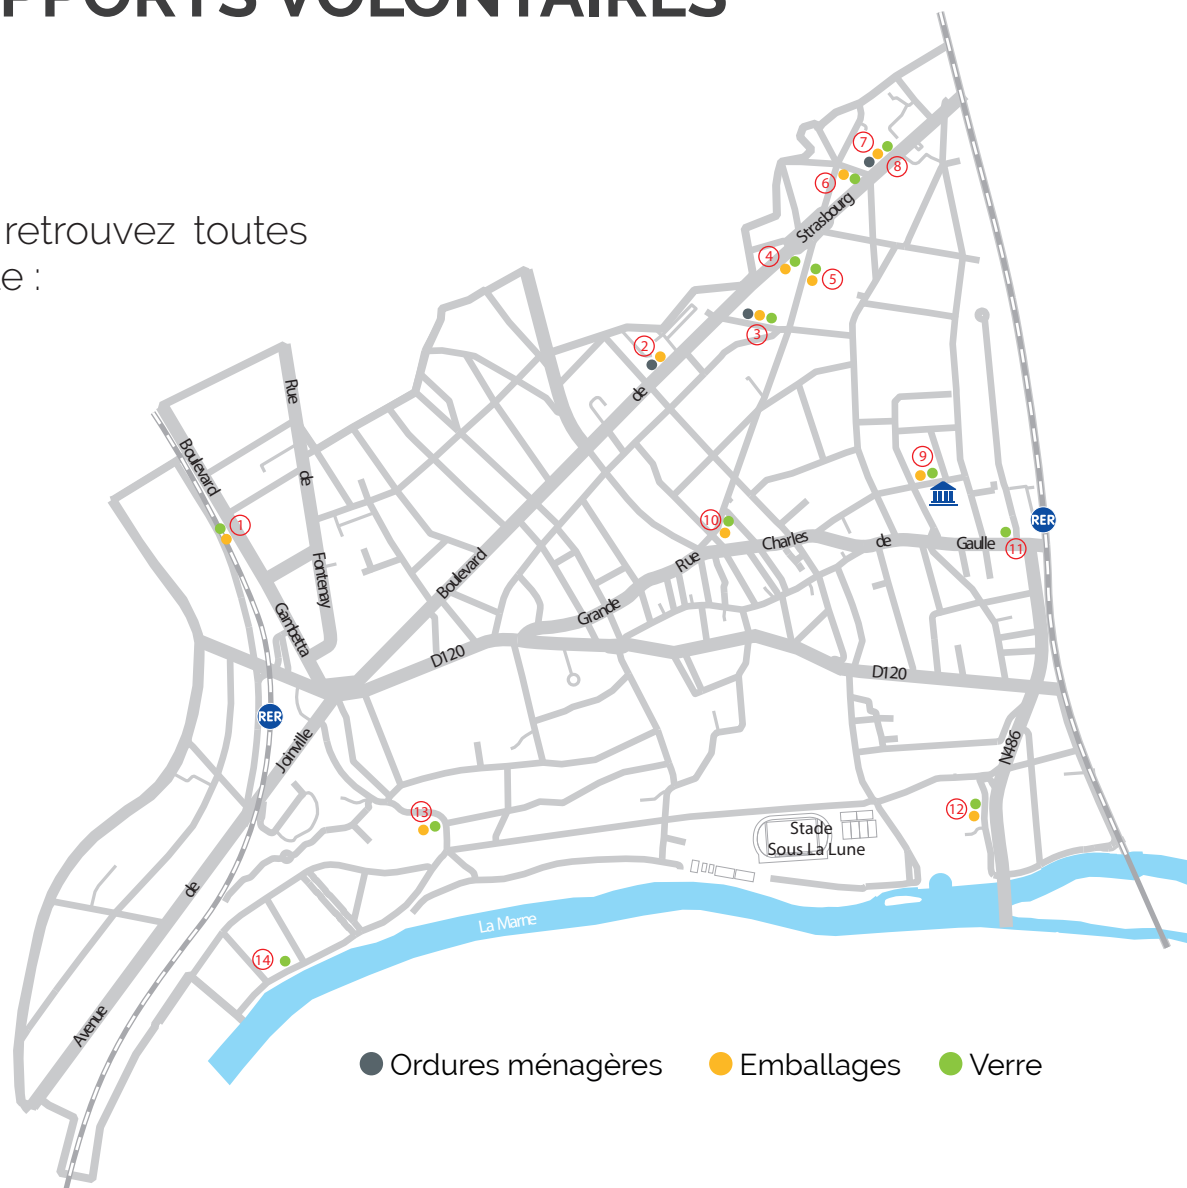 PPORTS VOLONTAIRES
retrouvez toutes
e :
7
8
6
Strasbourg
4
5
3
2
de
Rue
Boulevard
de
9
1
10
RER
Charles
de
Gaulle
11
Rue
Fontenay
Boulevard
Grande
Gambetta
D120
D120
RER
Joinville
N486
13
12
Stade
Sous La Lune
de
La Marne
14
Avenue
Ordures ménagères
Emballages
Verre